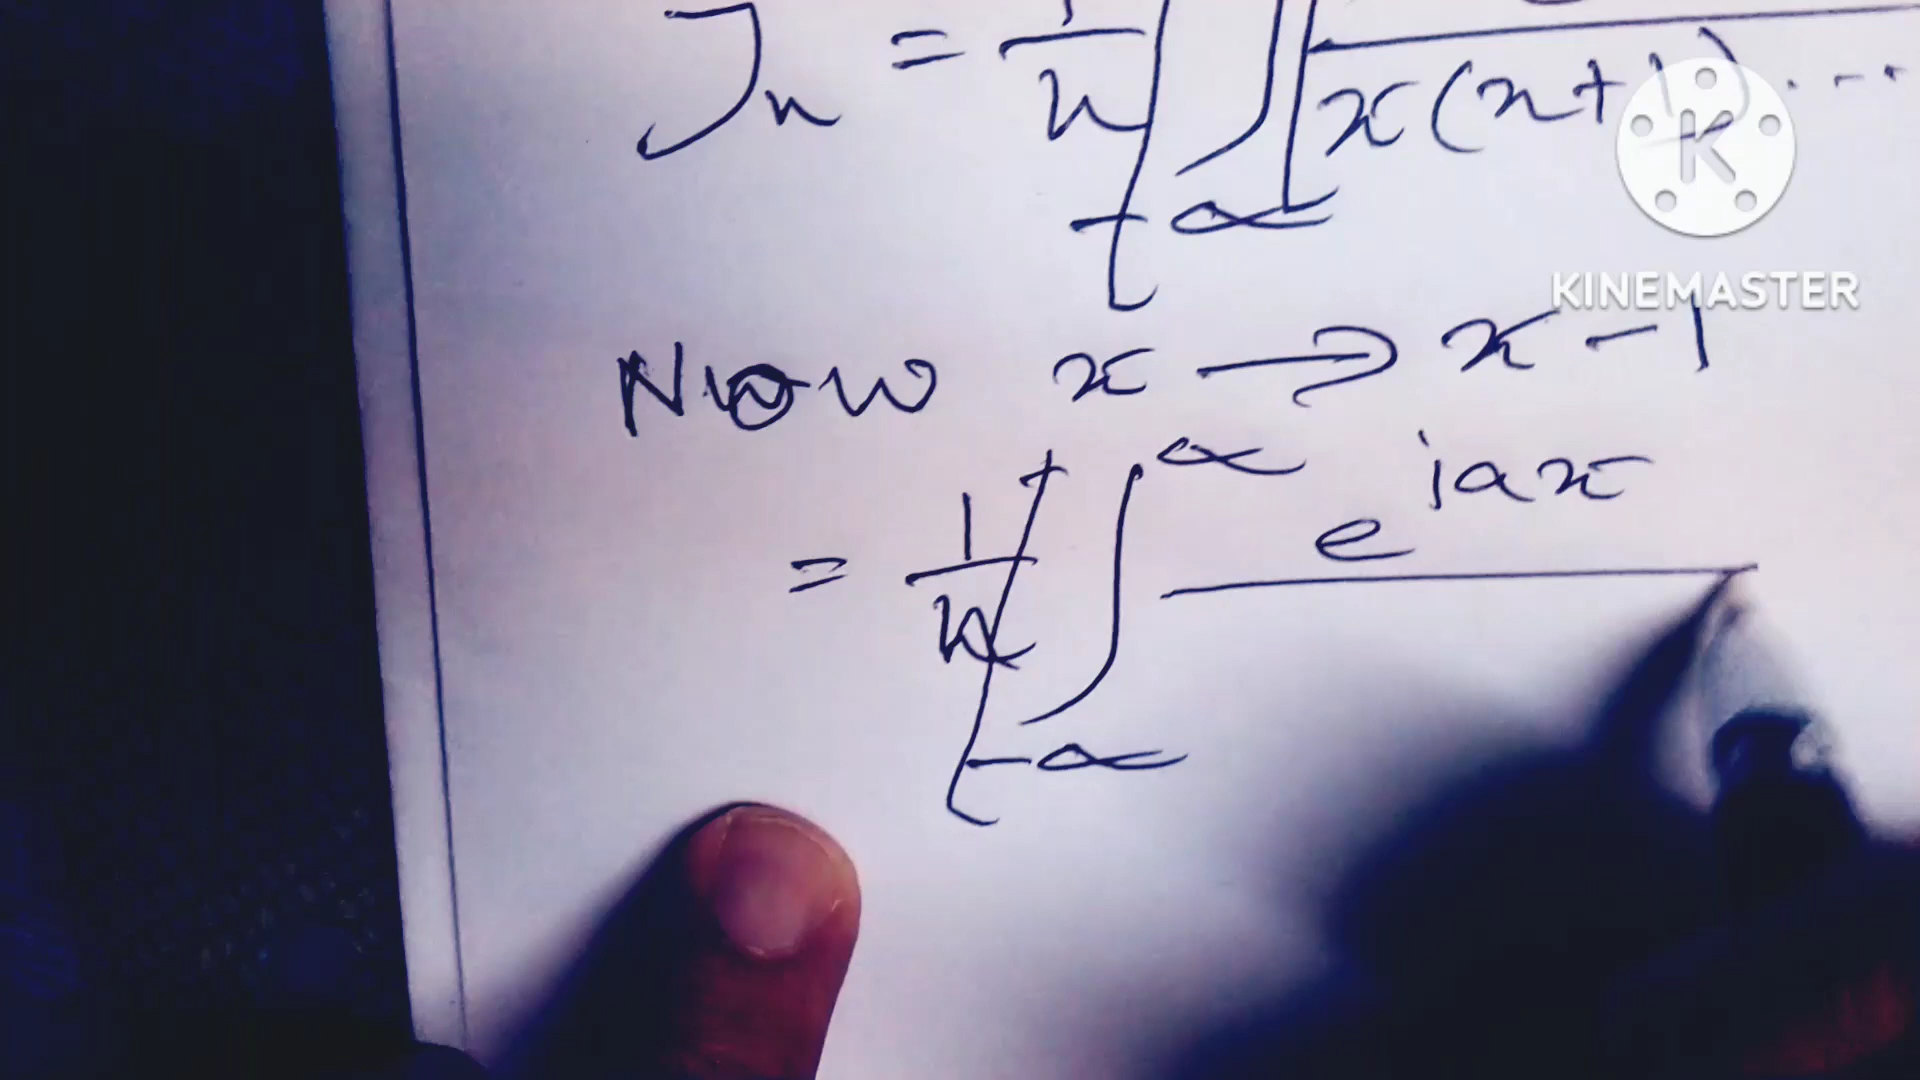 Jn = 1/n [ ∫ -∝ [ x(x+1)....
KINEMASTER
Now x → x-1
= 1/n [ ∫ -∝ ∝ e^iax